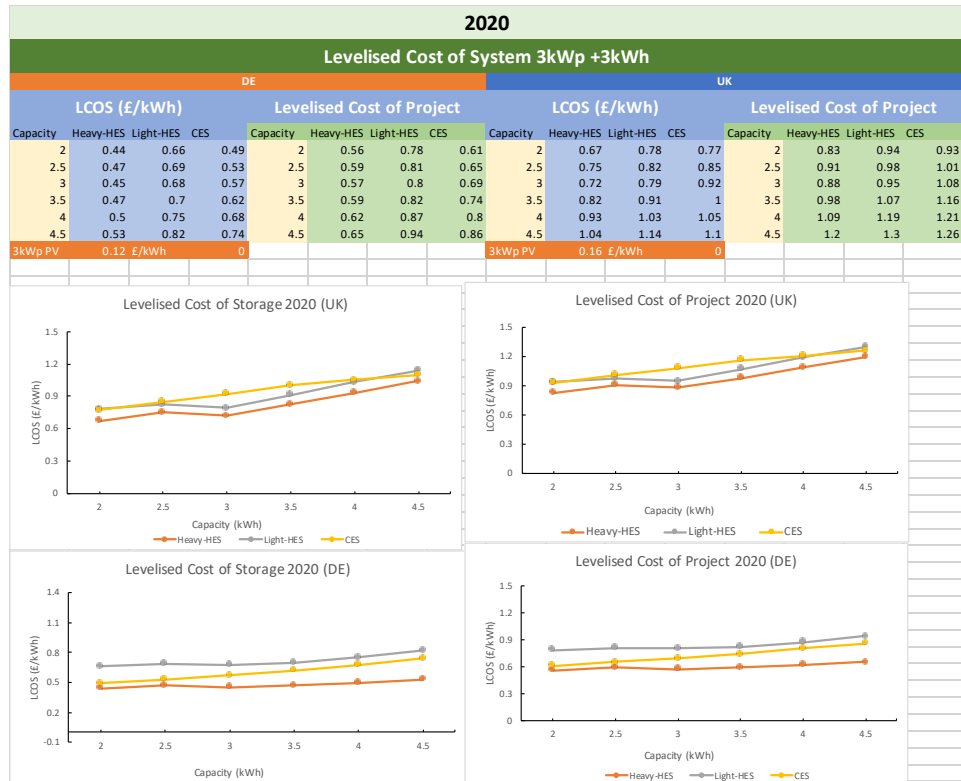 2020
Levelised Cost of System 3kWp +3kWh
DE UK
LCOS (£/kWh) Levelised Cost of Project LCOS (£/kWh) Levelised Cost of Project
Capacity Heavy-HES Light-HES CES Capacity Heavy-HES Light-HES CES Capacity Heavy-HES Light-HES CES Capacity Heavy-HES Light-HES CES
2 0.44 0.66 0.49 2 0.56 0.78 0.61 2 0.67 0.78 0.77 2 0.83 0.94 0.93
2.5 0.47 0.69 0.53 2.5 0.59 0.81 0.65 2.5 0.75 0.82 0.85 2.5 0.91 0.98 1.01
3 0.45 0.68 0.57 3 0.57 0.8 0.69 3 0.72 0.79 0.92 3 0.88 0.95 1.08
3.5 0.47 0.7 0.62 3.5 0.59 0.82 0.74 3.5 0.82 0.91 1 3.5 0.98 1.07 1.16
4 0.5 0.75 0.68 4 0.62 0.87 0.8 4 0.93 1.03 1.05 4 1.09 1.19 1.21
4.5 0.53 0.82 0.74 4.5 0.65 0.94 0.86 4.5 1.04 1.14 1.1 4.5 1.2 1.3 1.26
3kWp PV 0.12 £/kWh 0 3kWp PV 0.16 £/kWh 0
Levelised Cost of Storage 2020 (UK)
LCOS (£/kWh)
1.5
1.2
0.9
0.6
0.3
0
2 2.5 3 3.5 4 4.5
Capacity (kWh)
Heavy-HES Light-HES CES
Levelised Cost of Project 2020 (UK)
LCOS (£/kWh)
1.5
1.2
0.9
0.6
0.3
0
2 2.5 3 3.5 4 4.5
Capacity (kWh)
Heavy-HES Light-HES CES
Levelised Cost of Storage 2020 (DE)
LCOS (£/kWh)
1.4
1.1
0.8
0.5
0.2
-0.1
2 2.5 3 3.5 4 4.5
Capacity (kWh)
Heavy-HES Light-HES CES
Levelised Cost of Project 2020 (DE)
LCOS (£/kWh)
1.5
1.2
0.9
0.6
0.3
0
2 2.5 3 3.5 4 4.5
Capacity (kWh)
Heavy-HES Light-HES CES